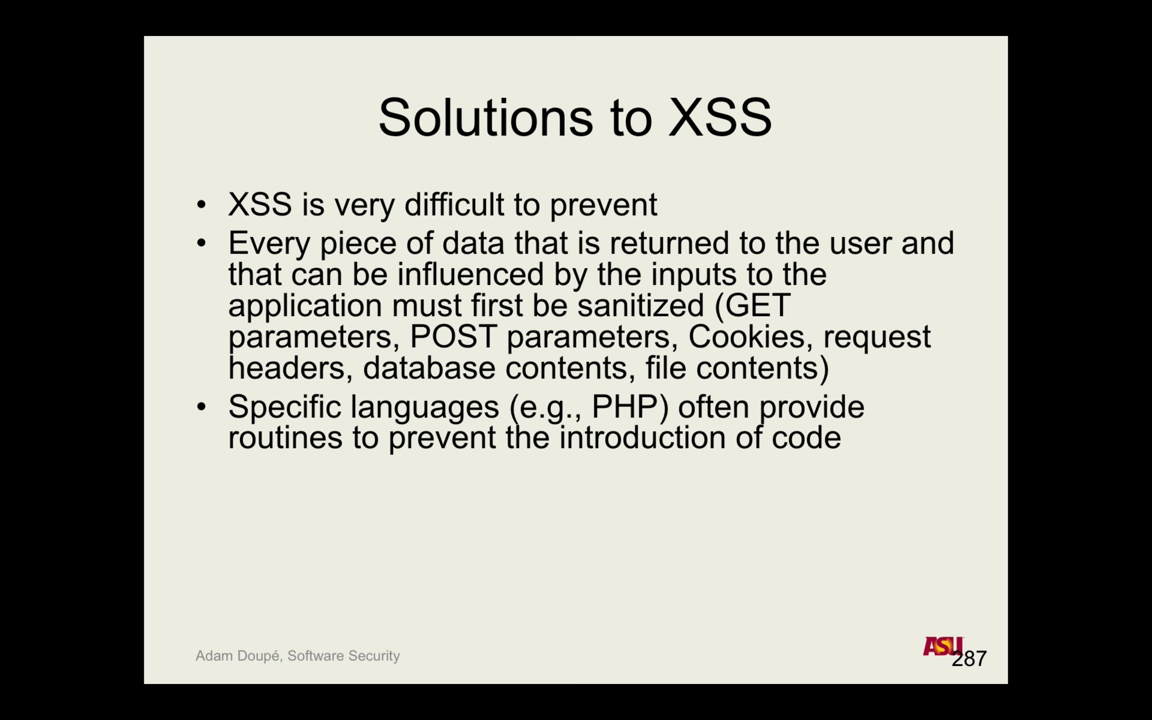 Solutions to XSS
• XSS is very difficult to prevent
• Every piece of data that is returned to the user and
that can be influenced by the inputs to the
application must first be sanitized (GET
parameters, POST parameters, Cookies, request
headers, database contents, file contents)
• Specific languages (e.g., PHP) often provide
routines to prevent the introduction of code
Adam Doupé, Software Security
ASU
287